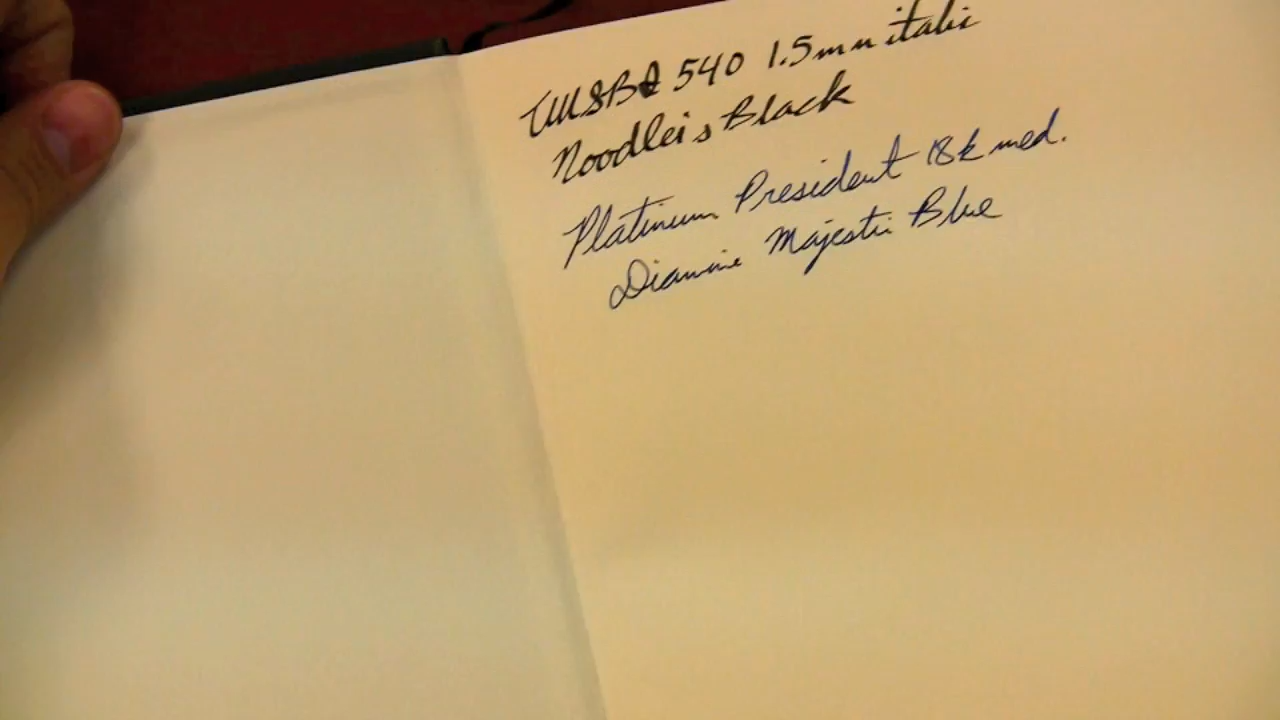 TWSBI 540 1.5mm italic
Noodler's Black
Platinum President 18k med.
Diamine Majestic Blue